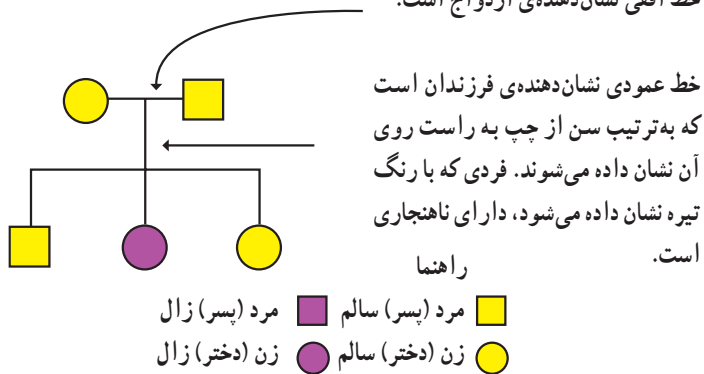 خط افقی نشان‌دهنده‌ی ازدواج است.
خط عمودی نشان‌دهنده‌ی فرزندان است
که به‌ترتیب سن از چپ به راست روی
آن نشان داده می‌شوند. فردی که با رنگ
تیره نشان داده می‌شود، دارای ناهنجاری
است.
راهنما
مرد (پسر) سالم مرد (پسر) زال
زن (دختر) سالم زن (دختر) زال